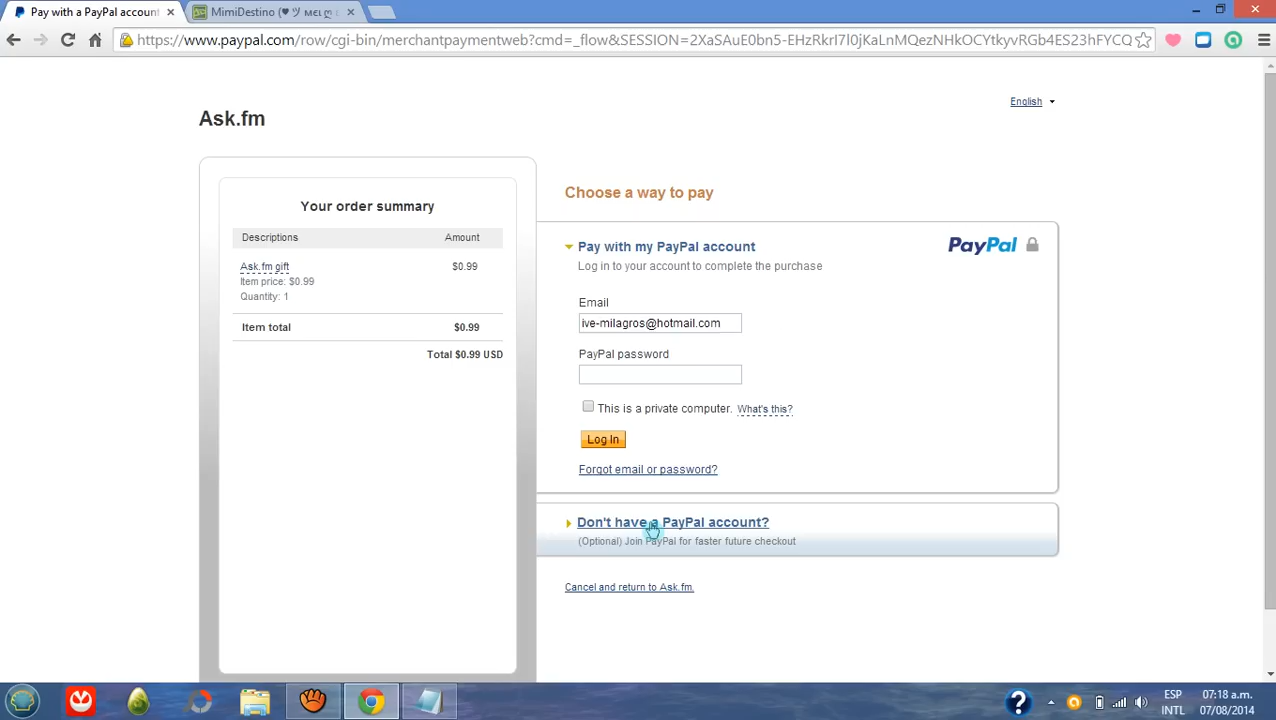 Pay with a PayPal accoun
MimiDestino (♥ツ
https://www.paypal.com/row/cgi-bin/merchantpaymentweb?cmd=_flow&SESSION=2XaSAuE0bn5-EHzRkrI7l0jKaLnMQezNHkOCYtkyvRGb4ES23hFYCQ
English
Ask.fm
Your order summary
Descriptions Amount
Ask.fm gift $0.99
Item price: $0.99
Quantity: 1
Item total $0.99
Total $0.99 USD
Choose a way to pay
Pay with my PayPal account
PayPal
Log in to your account to complete the purchase
Email
ive-milagros@hotmail.com
PayPal password
This is a private computer. What's this?
Log In
Forgot email or password?
Don't have a PayPal account?
(Optional) Join PayPal for faster future checkout
Cancel and return to Ask.fm.
ESP 07:18 a.m.
INTL 07/08/2014